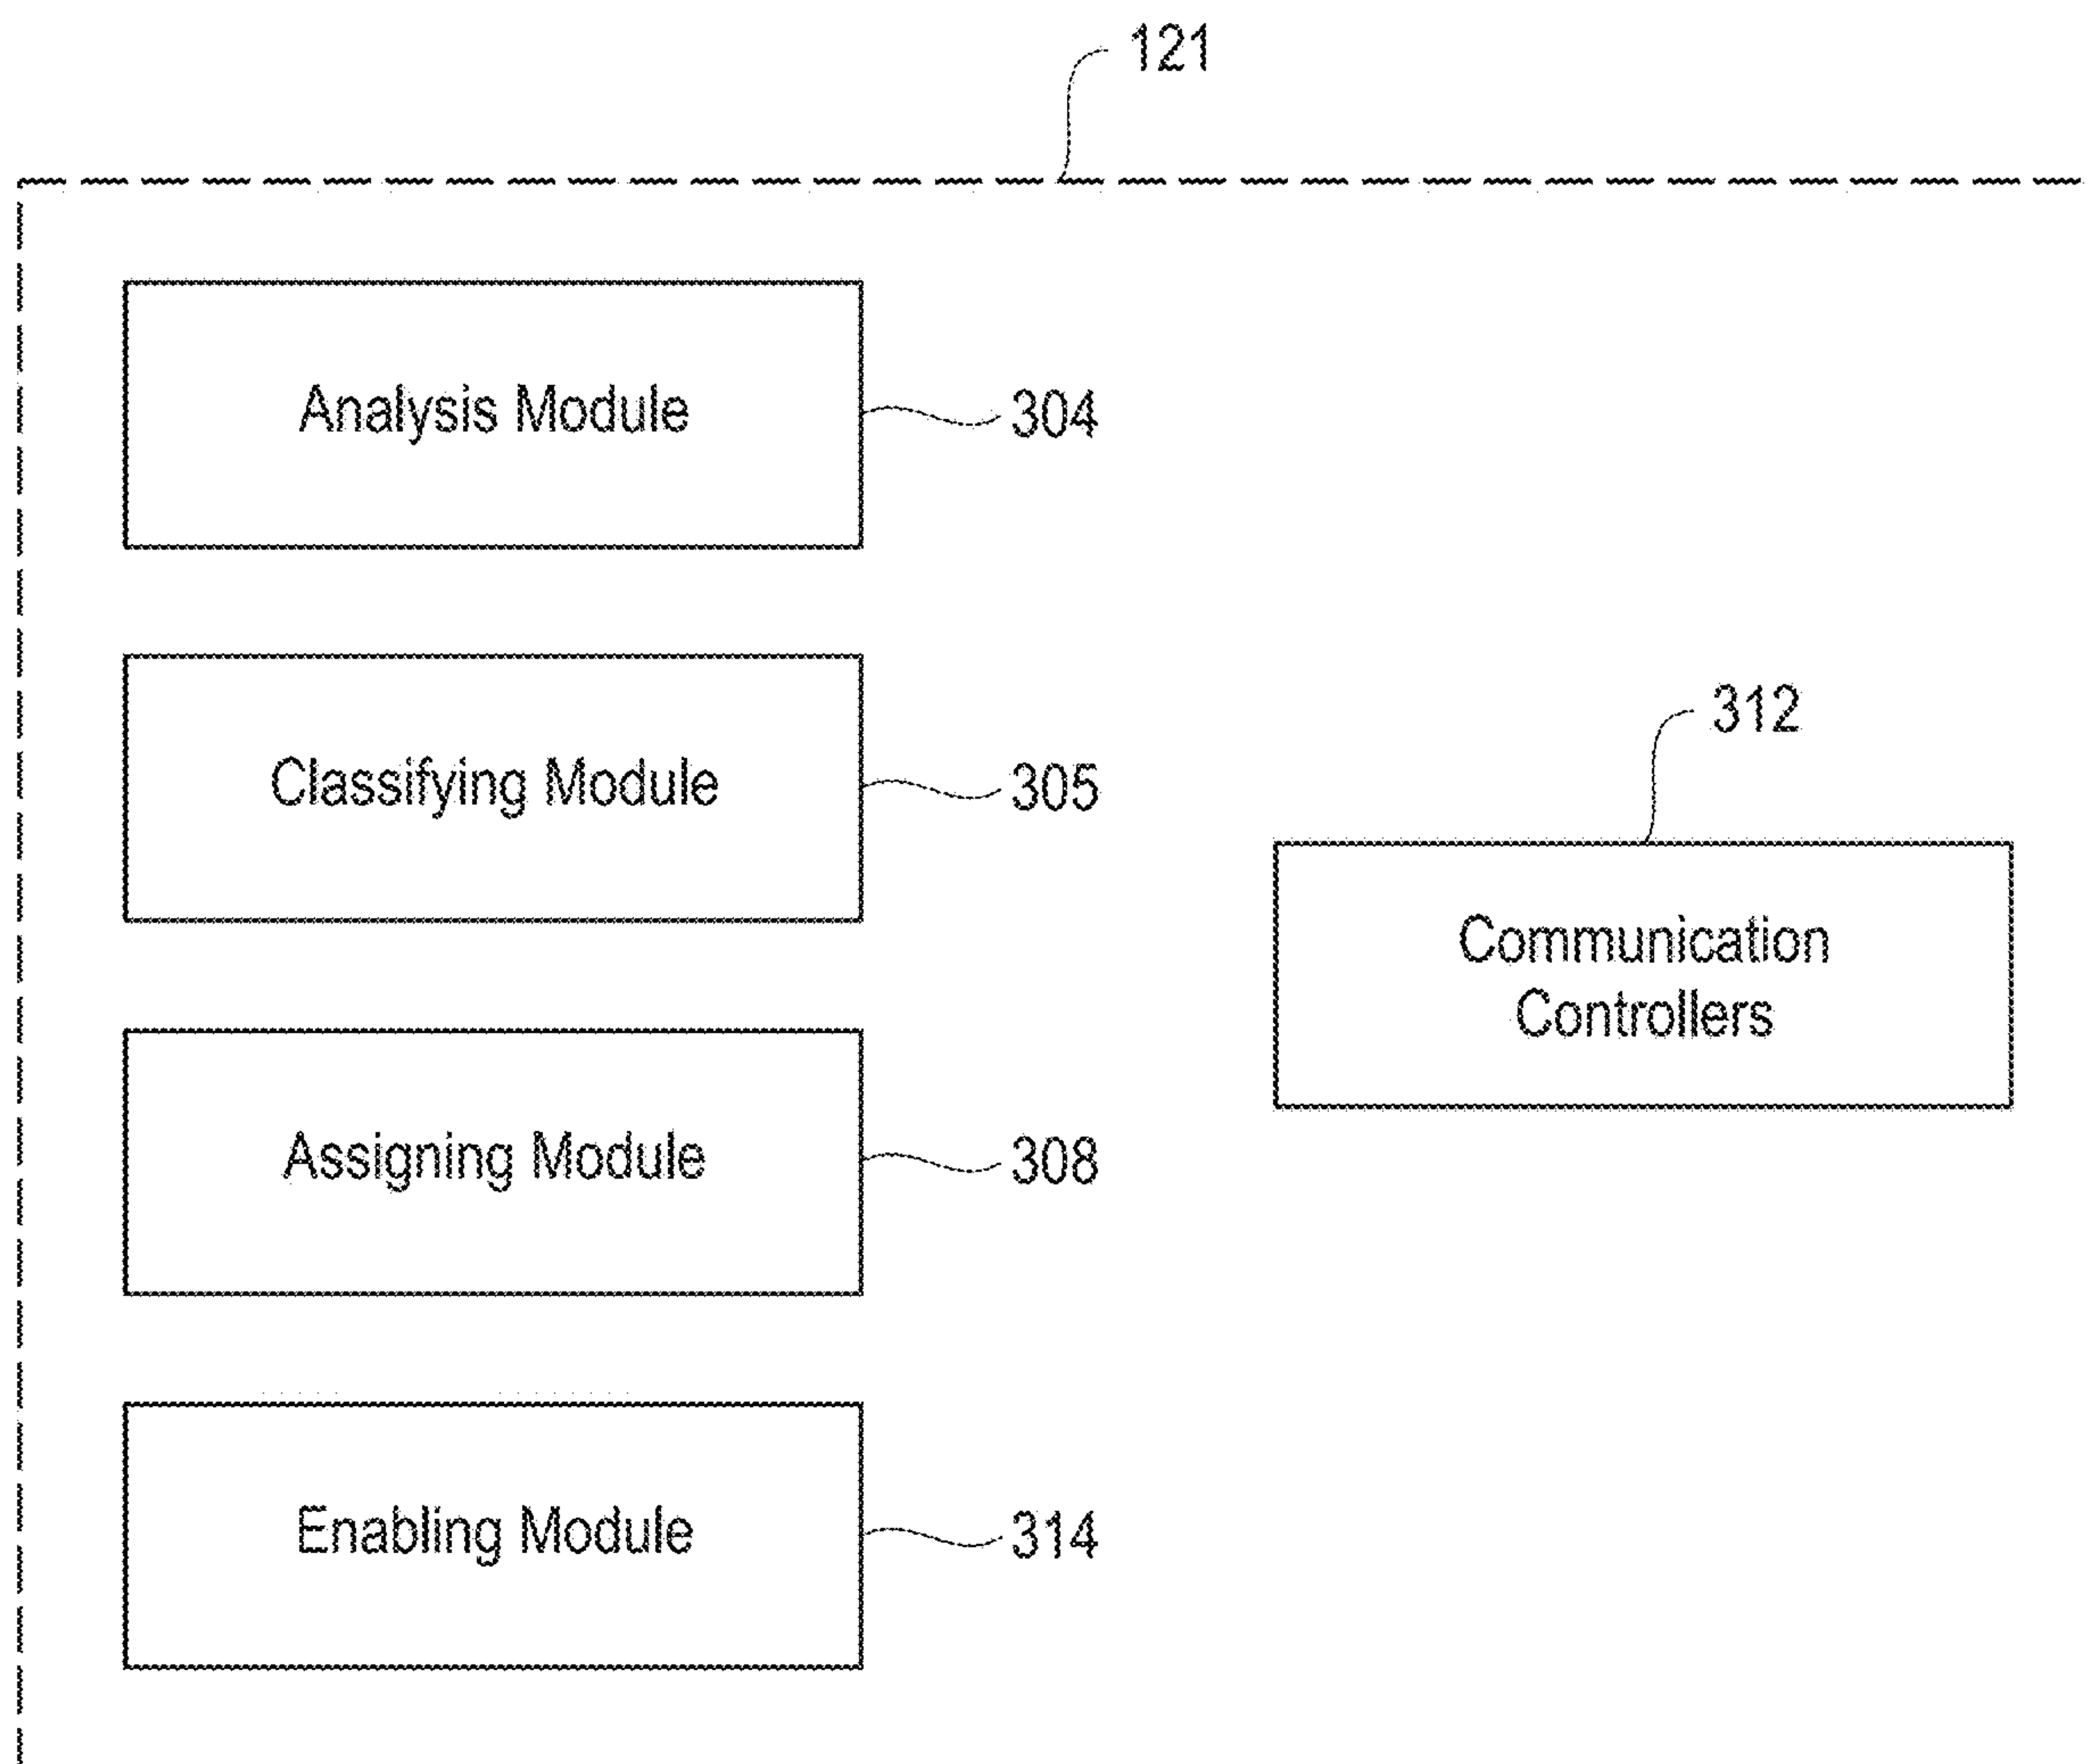 121
Analysis Module
304
Classifying Module
305
312
Communication
Controllers
Assigning Module
308
Enabling Module
314